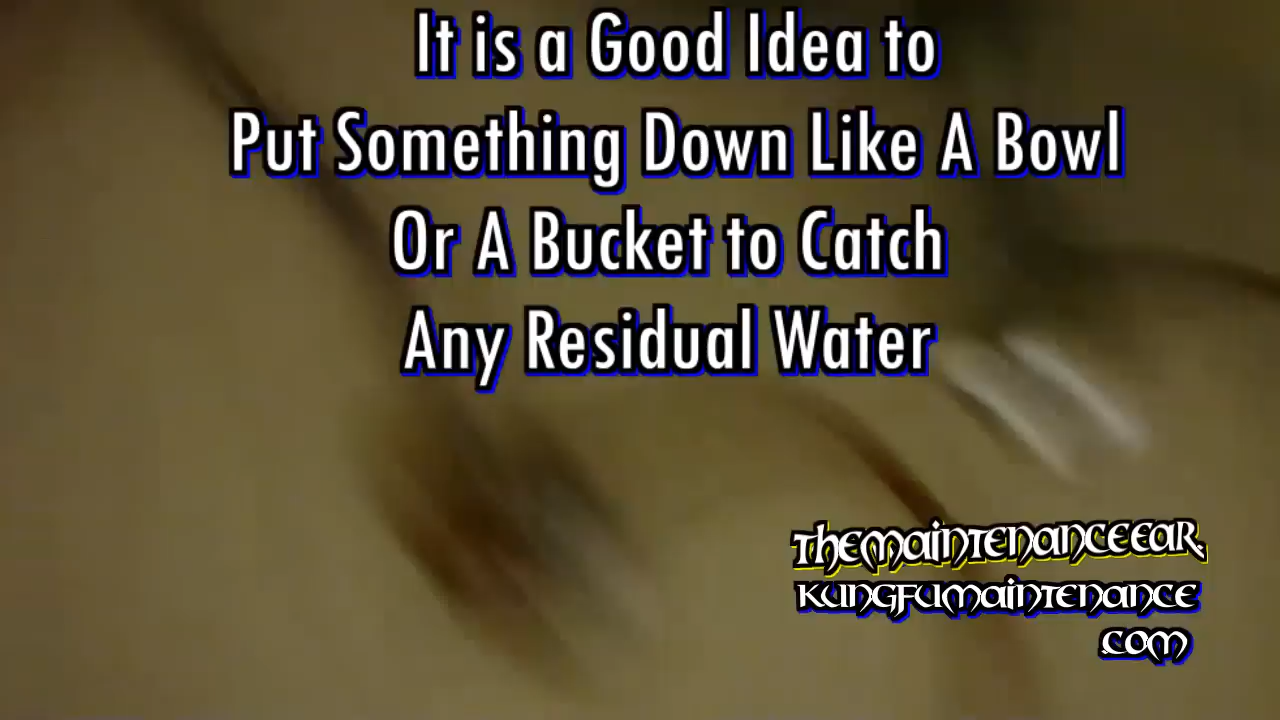 It is a Good Idea to
Put Something Down Like A Bowl
Or A Bucket to Catch
Any Residual Water
THEMAINTENANCEEAR.
KUNGFUMAINTENANCE
.COM